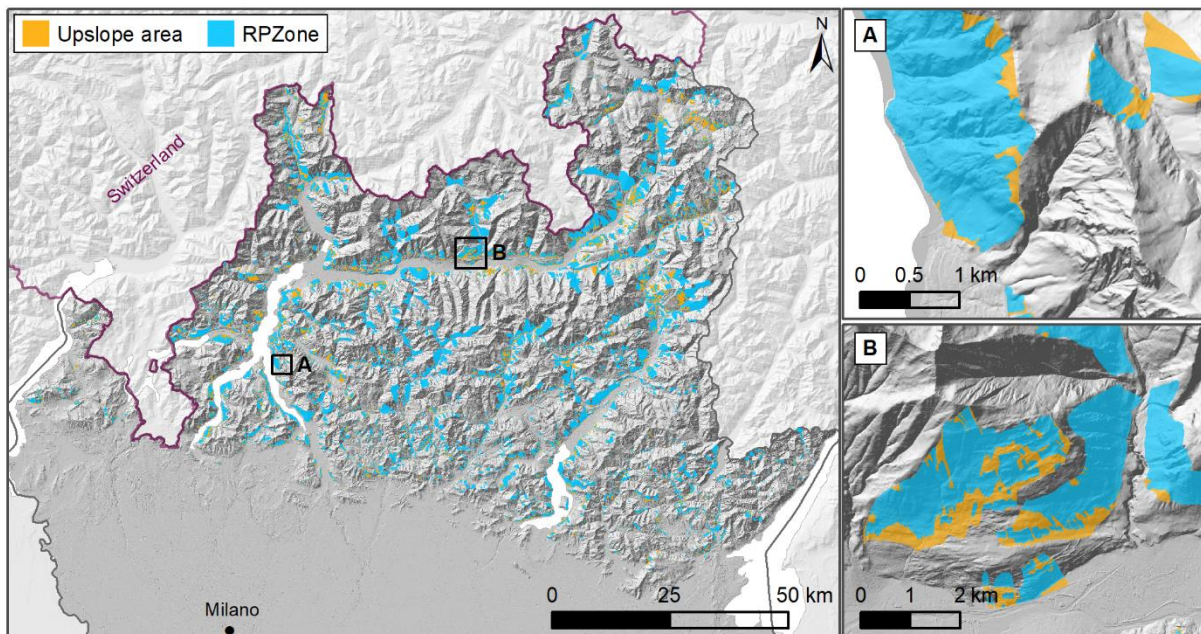 Upslope area RPZone
N
Switzerland
B
A
Milano
0 25 50 km
A
0 0.5 1 km
B
0 1 2 km